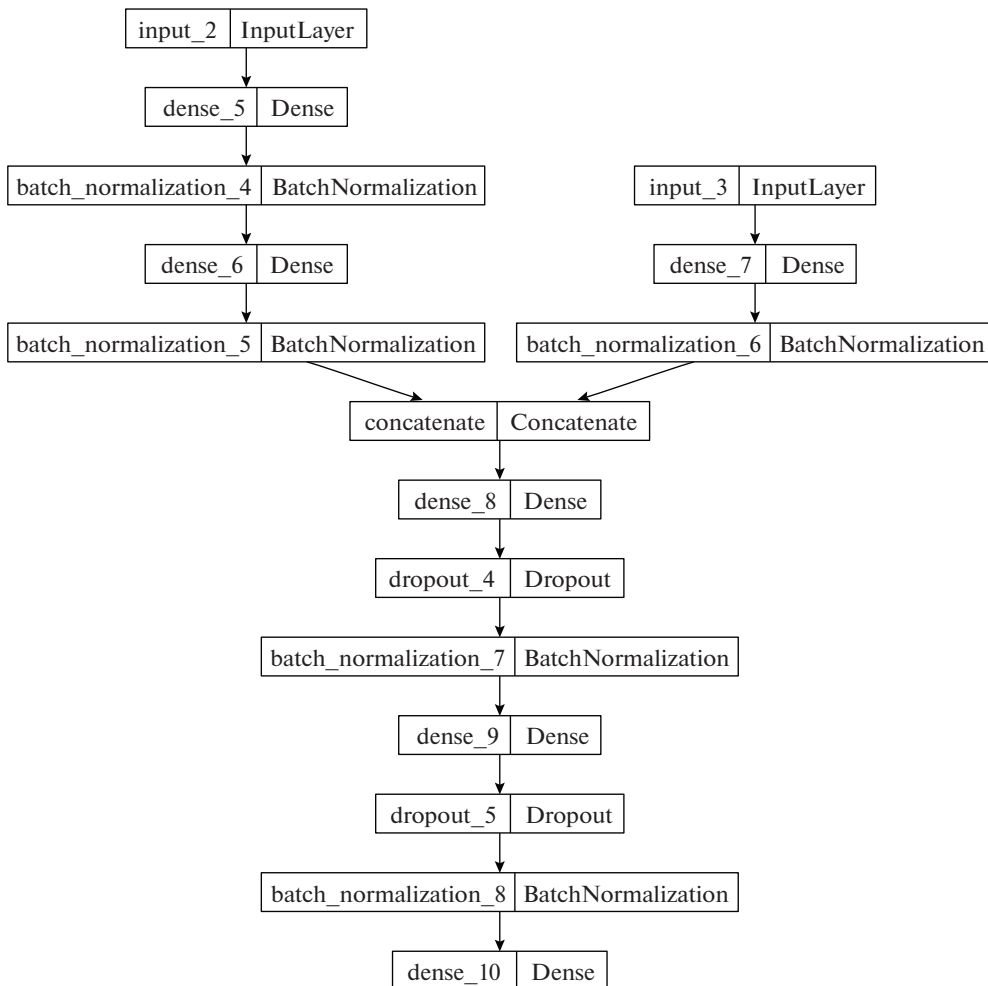 input_2 InputLayer
dense_5 Dense
batch_normalization_4 BatchNormalization
input_3 InputLayer
dense_6 Dense
dense_7 Dense
batch_normalization_5 BatchNormalization
batch_normalization_6 BatchNormalization
concatenate Concatenate
dense_8 Dense
dropout_4 Dropout
batch_normalization_7 BatchNormalization
dense_9 Dense
dropout_5 Dropout
batch_normalization_8 BatchNormalization
dense_10 Dense